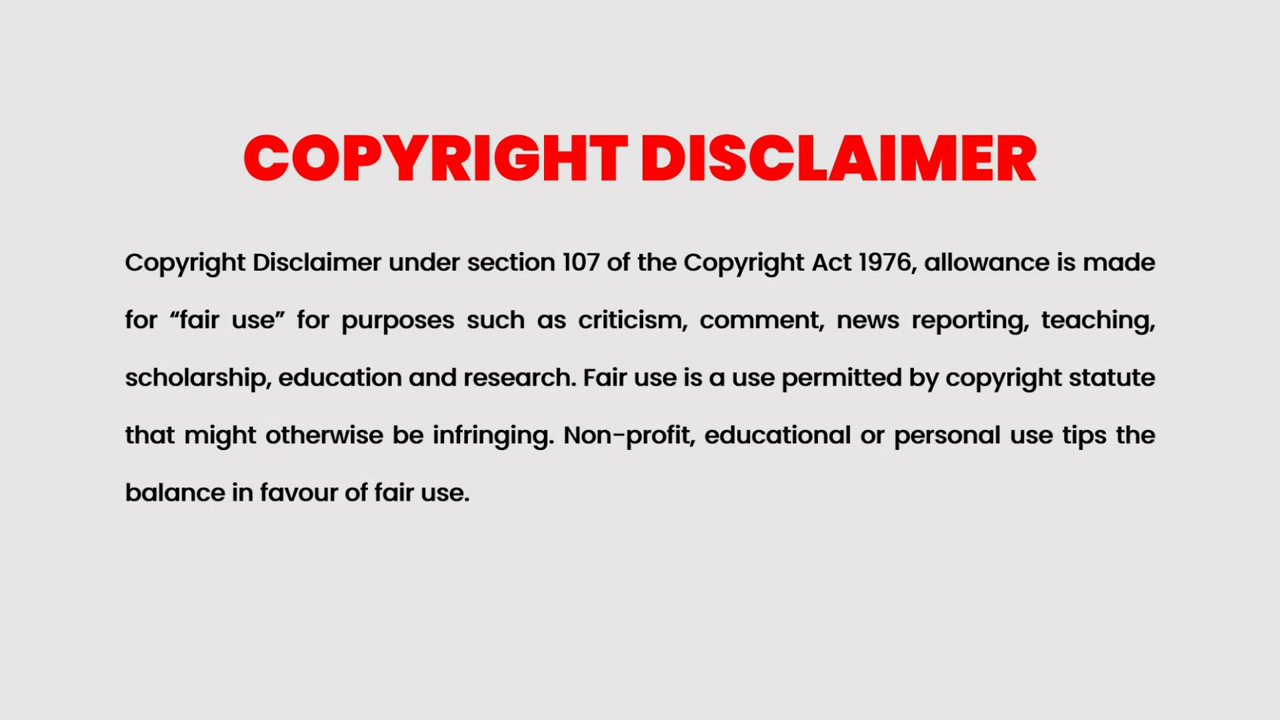 COPYRIGHT DISCLAIMER
Copyright Disclaimer under section 107 of the Copyright Act 1976, allowance is made
for “fair use” for purposes such as criticism, comment, news reporting, teaching,
scholarship, education and research. Fair use is a use permitted by copyright statute
that might otherwise be infringing. Non-profit, educational or personal use tips the
balance in favour of fair use.